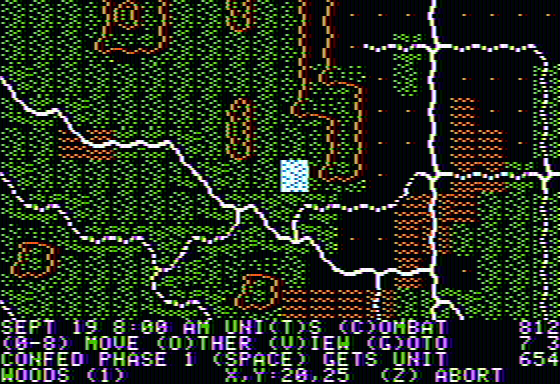 SEPT 19 8:00 AM UNI(T)S (C)OMBAT 812
(0-8) MOVE (O)THER (V)IEW (G)OTO 7 3
CONFED PHASE 1 (SPACE) GETS UNIT 654
WOODS (1) X,Y:20,25 (Z) ABORT